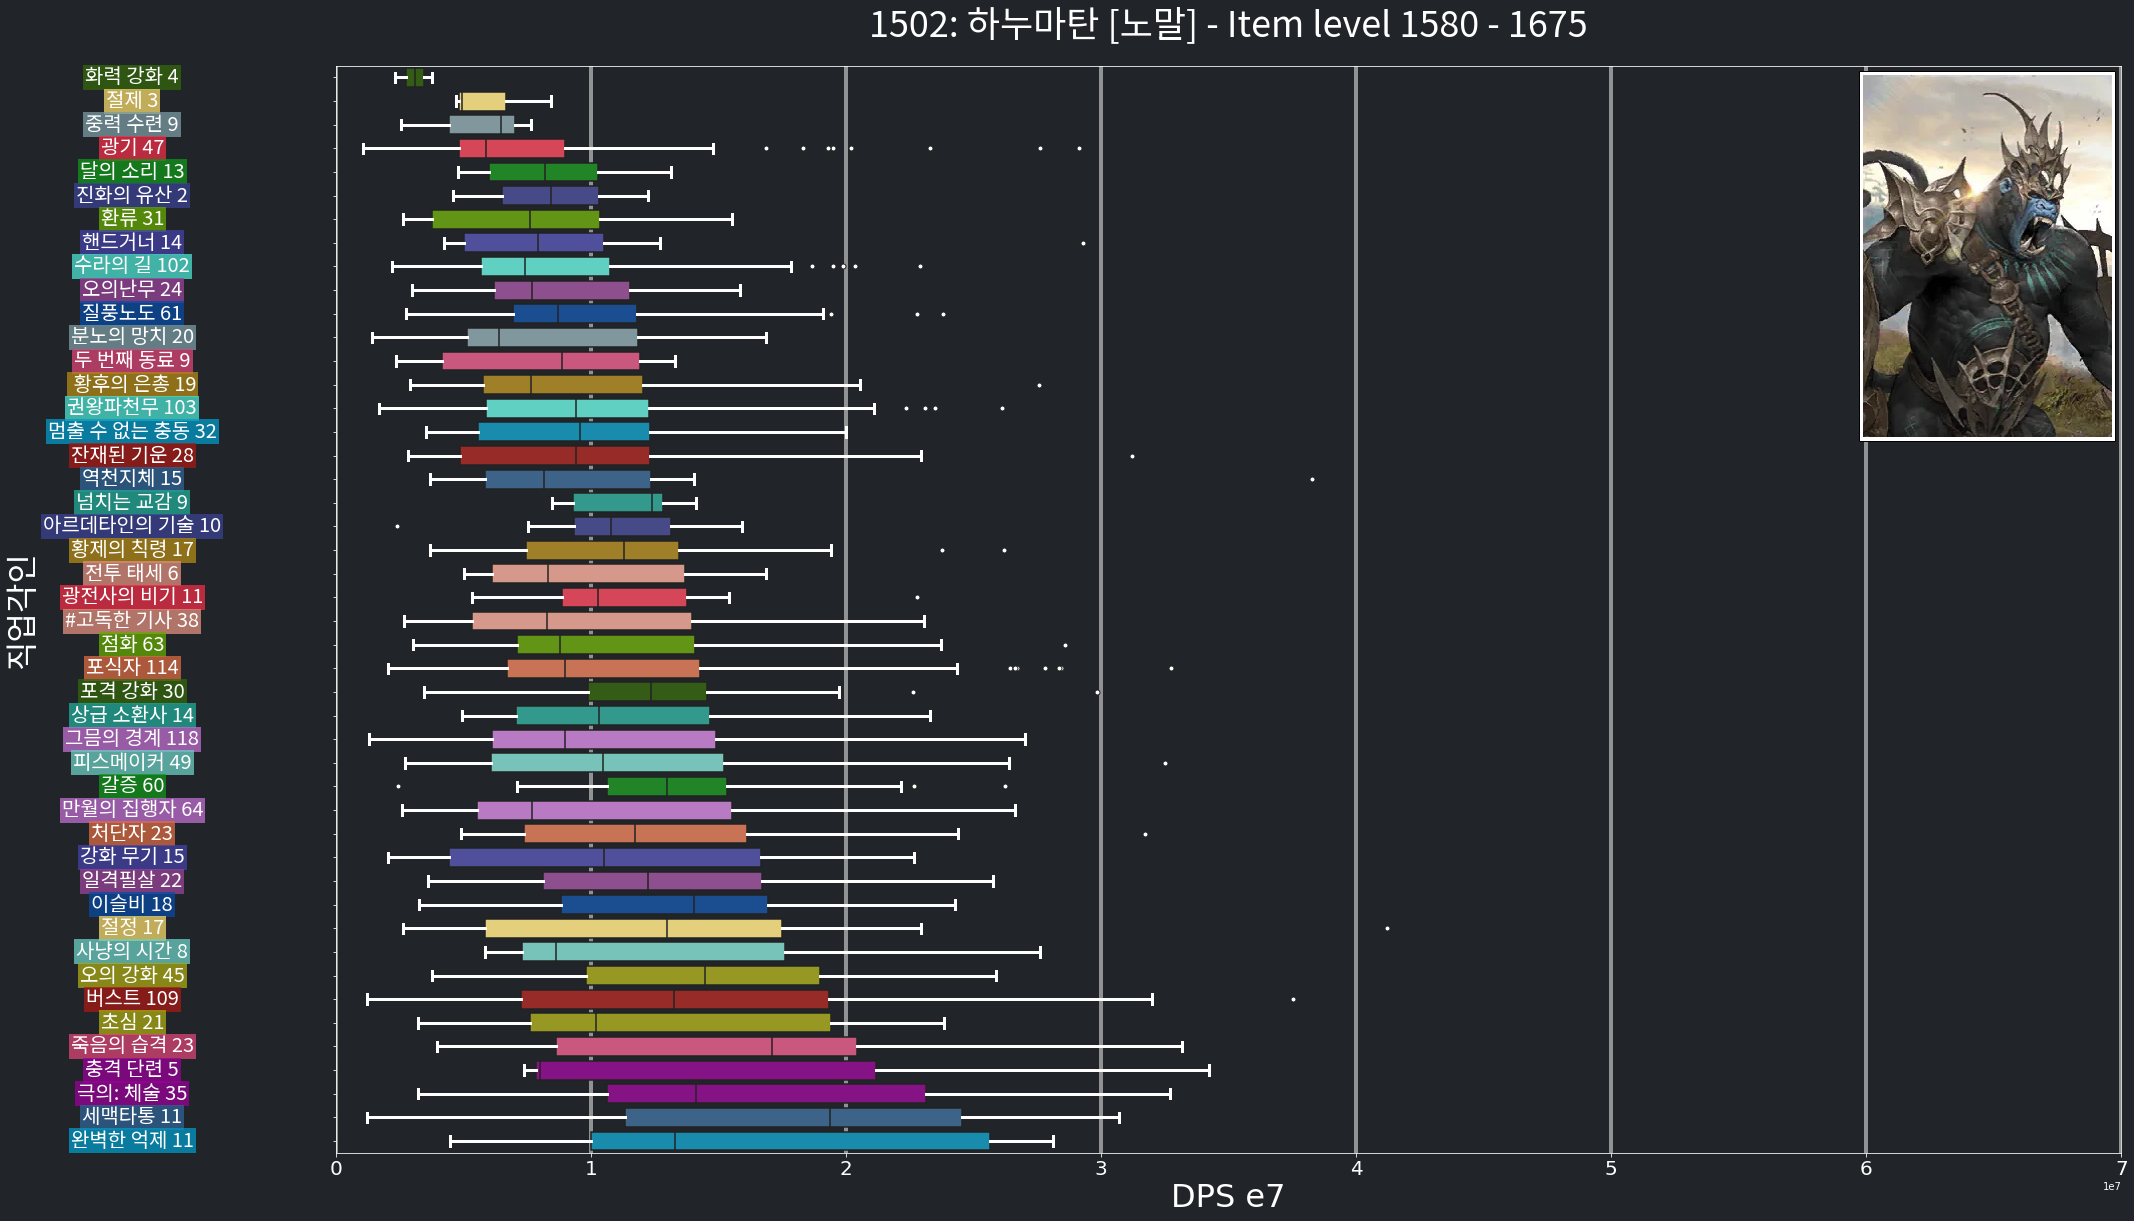 1502: 하누마탄 [노말] - Item level 1580 - 1675
화력 강화 4
절제 3
중력 수련 9
광기 47
달의 소리 13
진화의 유산 2
환류 31
핸드거너 14
수라의 길 102
오의난무 24
질풍노도 61
분노의 망치 20
두 번째 동료 9
황후의 은총 19
권왕파천무 103
멈출 수 없는 충동 32
잔재된 기운 28
역천지체 15
넘치는 교감 9
아르데타인의 기술 10
황제의 칙령 17
전투 태세 6
광전사의 비기 11
#고독한 기사 38
점화 63
포식자 114
포격 강화 30
상급 소환사 14
그믐의 경계 118
피스메이커 49
갈증 60
만월의 집행자 64
처단자 23
강화 무기 15
일격필살 22
이슬비 18
절정 17
사냥의 시간 8
오의 강화 45
버스트 109
초심 21
죽음의 습격 23
충격 단련 5
극의: 체술 35
세맥타통 11
완벽한 억제 11
직업각인
0 1 2 3 4 5 6 7
1e7
DPS e7